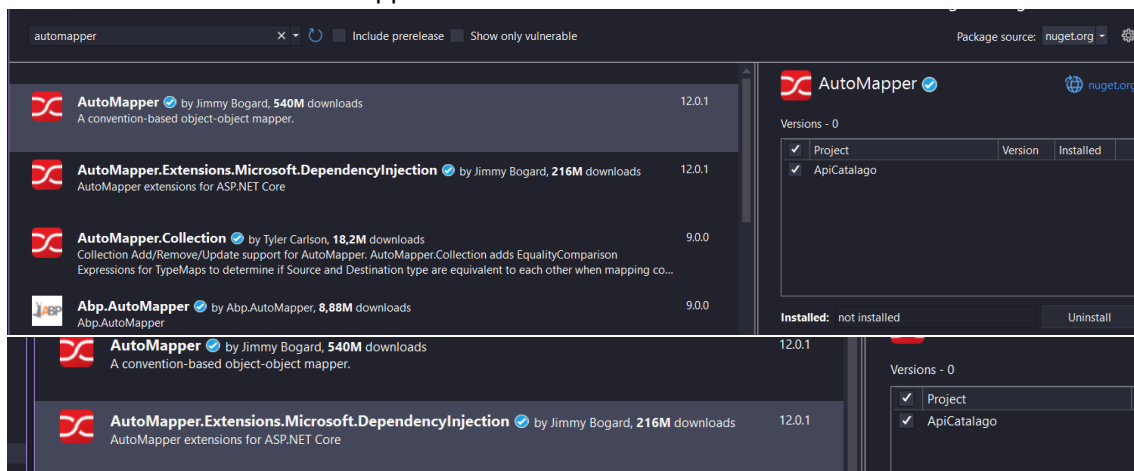 automapper
Include prerelease
Show only vulnerable
Package source: nuget.org
AutoMapper by Jimmy Bogard, 540M downloads
12.0.1
A convention-based object-object mapper.
AutoMapper.Extensions.Microsoft.DependencyInjection by Jimmy Bogard, 216M downloads
12.0.1
AutoMapper extensions for ASP.NET Core
AutoMapper.Collection by Tyler Carlson, 18,2M downloads
9.0.0
Collection Add/Remove/Update support for AutoMapper. AutoMapper.Collection adds EqualityComparison
Expressions for TypeMaps to determine if Source and Destination type are equivalent to each other when mapping co...
ABP
Abp.AutoMapper by Abp.AutoMapper, 8,88M downloads
9.0.0
Abp.AutoMapper
AutoMapper
nuget.org
Versions - 0
Project Version Installed
ApiCatalago
Installed: not installed
Uninstall
AutoMapper by Jimmy Bogard, 540M downloads
12.0.1
A convention-based object-object mapper.
AutoMapper.Extensions.Microsoft.DependencyInjection by Jimmy Bogard, 216M downloads
12.0.1
AutoMapper extensions for ASP.NET Core
Versions - 0
Project
ApiCatalago